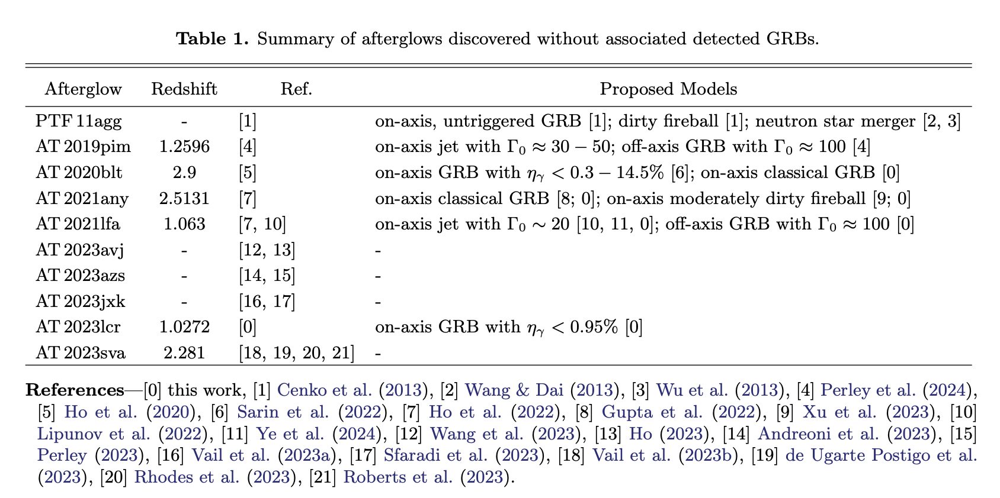 Table 1. Summary of afterglows discovered without associated detected GRBs.
Afterglow Redshift Ref. Proposed Models
PTF 11agg - [1] on-axis, untriggered GRB [1]; dirty fireball [1]; neutron star merger [2, 3]
AT 2019pim 1.2596 [4] on-axis jet with Γ₀ ≈ 30 − 50; off-axis GRB with Γ₀ ≈ 100 [4]
AT 2020blt 2.9 [5] on-axis GRB with ηᵧ < 0.3 − 14.5% [6]; on-axis classical GRB [0]
AT 2021any 2.5131 [7] on-axis classical GRB [8; 0]; on-axis moderately dirty fireball [9; 0]
AT 2021lfa 1.063 [7, 10] on-axis jet with Γ₀ ∼ 20 [10, 11, 0]; off-axis GRB with Γ₀ ≈ 100 [0]
AT 2023avj - [12, 13] -
AT 2023azs - [14, 15] -
AT 2023jxk - [16, 17] -
AT 2023lcr 1.0272 [0] on-axis GRB with ηᵧ < 0.95% [0]
AT 2023sva 2.281 [18, 19, 20, 21] -
References—[0] this work, [1] Cenko et al. (2013), [2] Wang & Dai (2013), [3] Wu et al. (2013), [4] Perley et al. (2024),
[5] Ho et al. (2020), [6] Sarin et al. (2022), [7] Ho et al. (2022), [8] Gupta et al. (2022), [9] Xu et al. (2023), [10]
Lipunov et al. (2022), [11] Ye et al. (2024), [12] Wang et al. (2023), [13] Ho (2023), [14] Andreoni et al. (2023), [15]
Perley (2023), [16] Vail et al. (2023a), [17] Sfaradi et al. (2023), [18] Vail et al. (2023b), [19] de Ugarte Postigo et al.
(2023), [20] Rhodes et al. (2023), [21] Roberts et al. (2023).